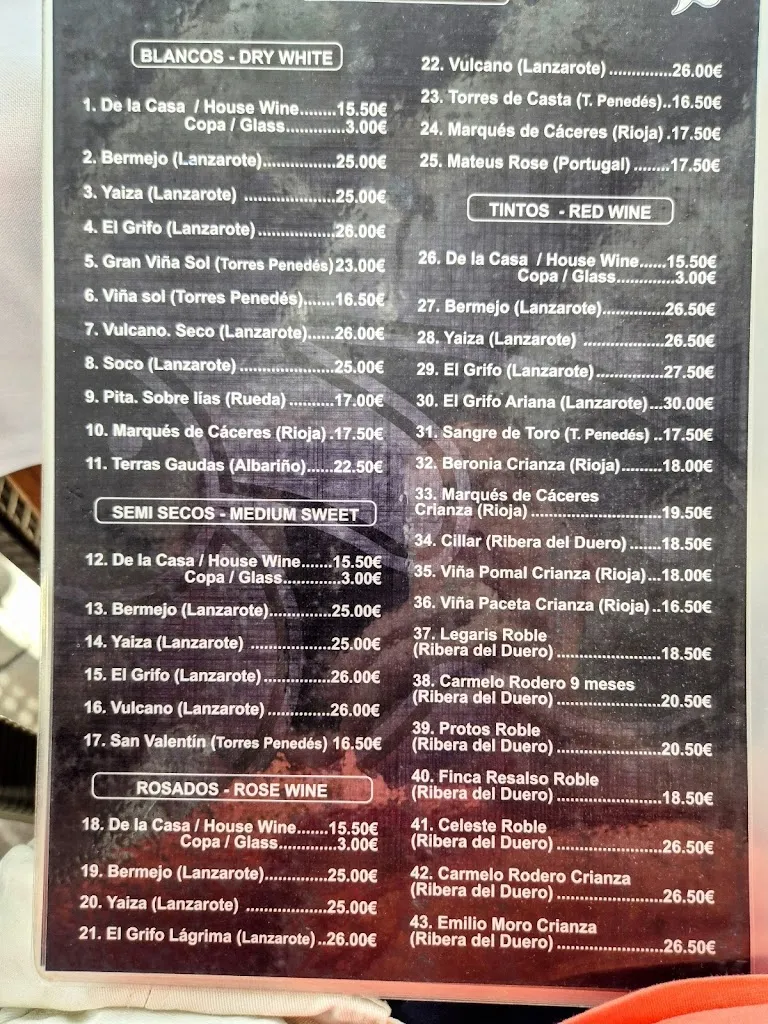 BLANCOS - DRY WHITE
1. De la Casa / House Wine........15.50€
Copa / Glass.............3.00€
2. Bermejo (Lanzarote)................25.00€
3. Yaiza (Lanzarote) ...................25.00€
4. El Grifo (Lanzarote).................26.00€
5. Gran Viña Sol (Torres Penedés)23.00€
6. Viña sol (Torres Penedés).......16.50€
7. Vulcano. Seco (Lanzarote)......26.00€
8. Soco (Lanzarote) .....................25.00€
9. Pita. Sobre lías (Rueda) ..........17.00€
10. Marqués de Cáceres (Rioja) .17.50€
11. Terras Gaudas (Albariño)......22.50€
SEMI SECOS - MEDIUM SWEET
12. De la Casa / House Wine.......15.50€
Copa / Glass.............3.00€
13. Bermejo (Lanzarote)..............25.00€
14. Yaiza (Lanzarote) ..................25.00€
15. El Grifo (Lanzarote)...............26.00€
16. Vulcano (Lanzarote) ..............26.00€
17. San Valentín (Torres Penedés) 16.50€
ROSADOS - ROSE WINE
18. De la Casa / House Wine.......15.50€
Copa / Glass.............3.00€
19. Bermejo (Lanzarote)..............25.00€
20. Yaiza (Lanzarote) ..................25.00€
21. El Grifo Lágrima (Lanzarote)..26.00€
22. Vulcano (Lanzarote) ..............26.00€
23. Torres de Casta (T. Penedés)..16.50€
24. Marqués de Cáceres (Rioja) .17.50€
25. Mateus Rose (Portugal) ........17.50€
TINTOS - RED WINE
26. De la Casa / House Wine......15.50€
Copa / Glass.............3.00€
27. Bermejo (Lanzarote)..............26.50€
28. Yaiza (Lanzarote) ..................26.50€
29. El Grifo (Lanzarote)...............27.50€
30. El Grifo Ariana (Lanzarote)...30.00€
31. Sangre de Toro (T. Penedés) ..17.50€
32. Beronia Crianza (Rioja).........18.00€
33. Marqués de Cáceres
Crianza (Rioja) .............................19.50€
34. Cillar (Ribera del Duero) .......18.50€
35. Viña Pomal Crianza (Rioja)...18.00€
36. Viña Paceta Crianza (Rioja) ..16.50€
37. Legaris Roble
(Ribera del Duero) .......................18.50€
38. Carmelo Rodero 9 meses
(Ribera del Duero) .......................20.50€
39. Protos Roble
(Ribera del Duero) .......................20.50€
40. Finca Resalso Roble
(Ribera del Duero) .......................18.50€
41. Celeste Roble
(Ribera del Duero) .......................26.50€
42. Carmelo Rodero Crianza
(Ribera del Duero) .......................26.50€
43. Emilio Moro Crianza
(Ribera del Duero) .......................26.50€